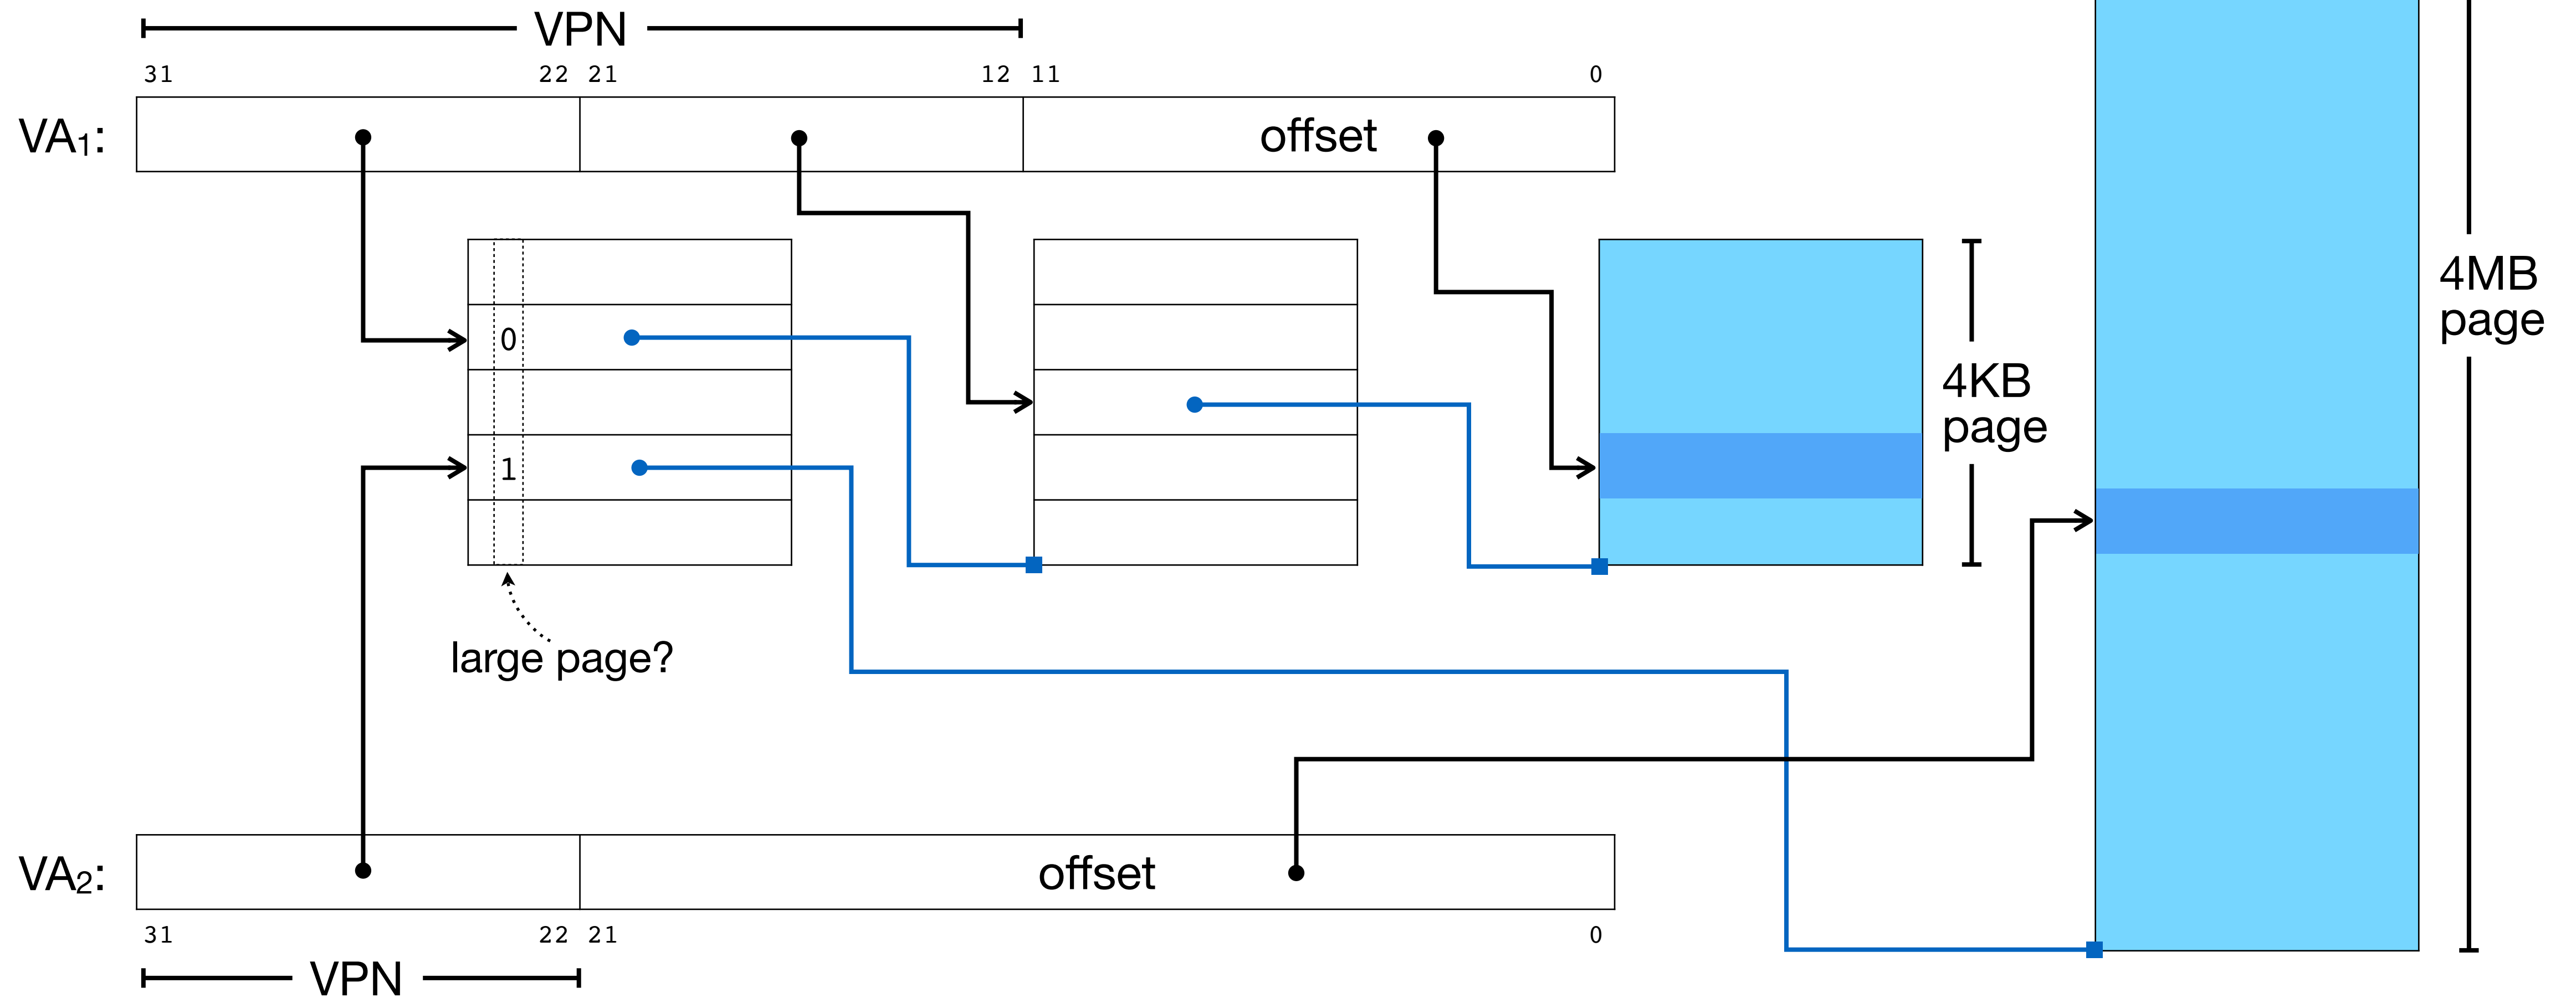 VPN
31 22 21 12 11 0
VA₁:
offset
0
1
4KB
page
4MB
page
large page?
VA₂:
offset
31 22 21 0
VPN